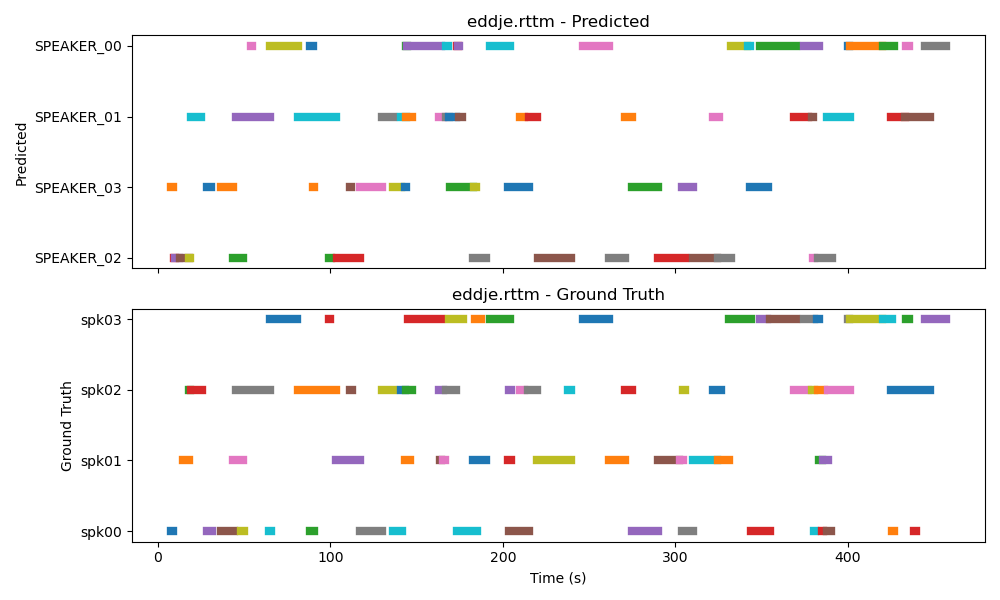 eddje.rttm - Predicted
SPEAKER_00
SPEAKER_01
SPEAKER_03
SPEAKER_02
Predicted
eddje.rttm - Ground Truth
spk03
spk02
spk01
spk00
Ground Truth
0 100 200 300 400
Time (s)